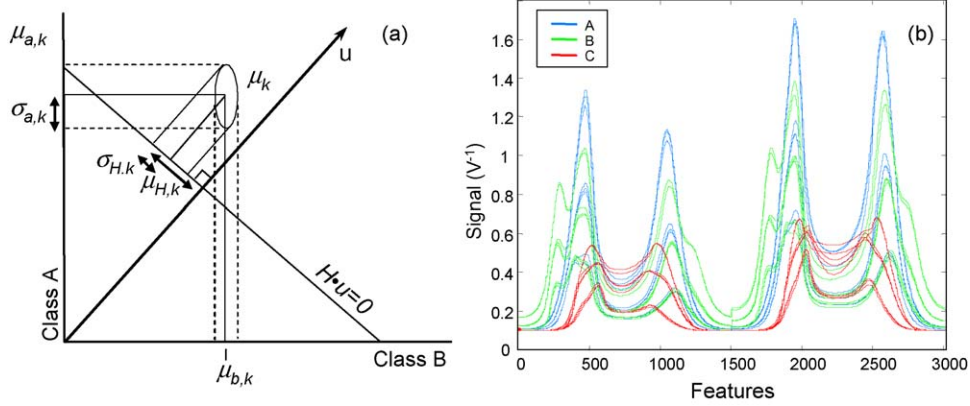 (a)
μa,k
u
μk
σa,k
σH.k
μH,k
H•u=0
Class A
Class B
μb,k
(b)
A
B
C
Signal (V-1)
1.6
1.4
1.2
1
0.8
0.6
0.4
0.2
0
0 500 1000 1500 2000 2500 3000
Features